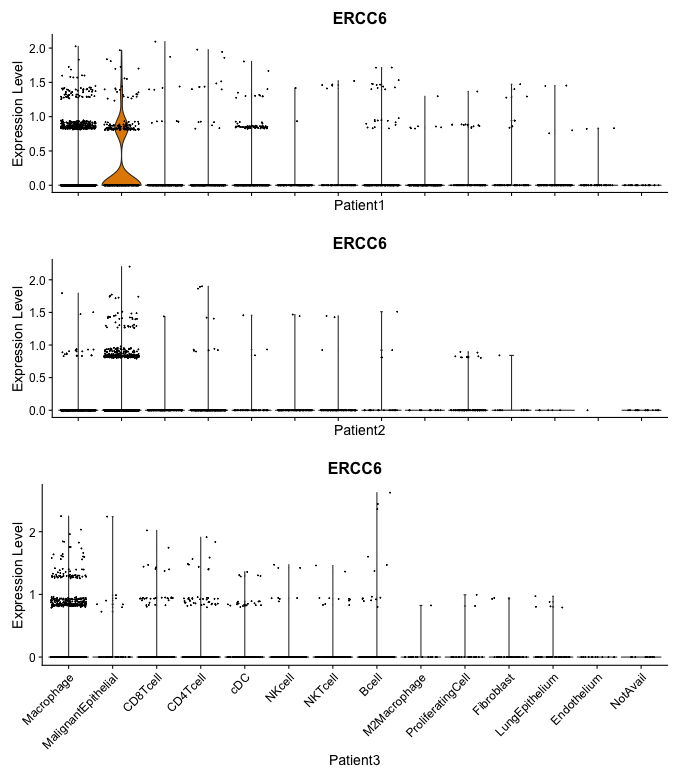 ERCC6
Expression Level
2.0
1.5
1.0
0.5
0.0
Patient1
ERCC6
Expression Level
2.0
1.5
1.0
0.5
0.0
Patient2
ERCC6
Expression Level
2
1
0
Macrophage
MalignantEpithelial
CD8Tcell
CD4Tcell
cDC
NKcell
NKTcell
Bcell
M2Macrophage
ProliferatingCell
Fibroblast
LungEpithelium
Endothelium
NotAvail
Patient3